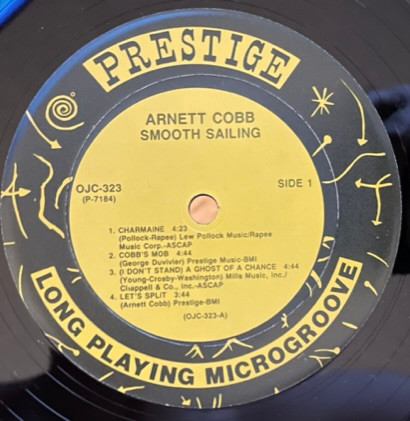 PRESTIGE
ARNETT COBB
SMOOTH SAILING
OJC-323
(P-7184)
SIDE 1
1. CHARMAINE 4:23
(Pollock-Rapee) Lew Pollock Music/Rapee
Music Corp.-ASCAP
2. COBB'S MOB 4:44
(George Duvivier) Prestige Music-BMI
3. (I DON'T STAND) A GHOST OF A CHANCE 4:44
(Young-Crosby-Washington) Mills Music, Inc./
Chappell & Co., Inc.-ASCAP
4. LET'S SPLIT 3:44
(Arnett Cobb) Prestige-BMI
(OJC-323-A)
LONG PLAYING MICROGROOVE